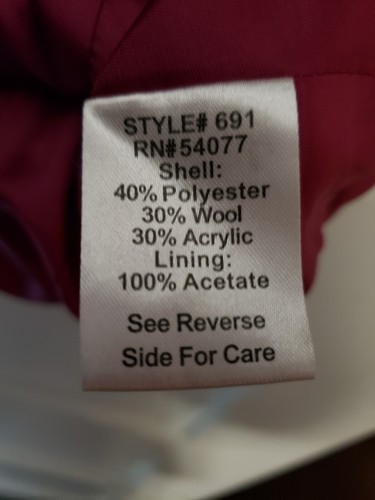 STYLE# 691
RN#54077
Shell:
40% Polyester
30% Wool
30% Acrylic
Lining:
100% Acetate
See Reverse
Side For Care